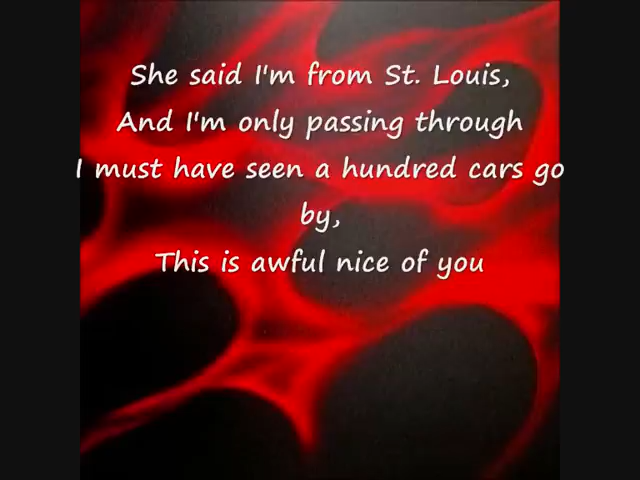 She said I'm from St. Louis,
And I'm only passing through
I must have seen a hundred cars go
by,
This is awful nice of you